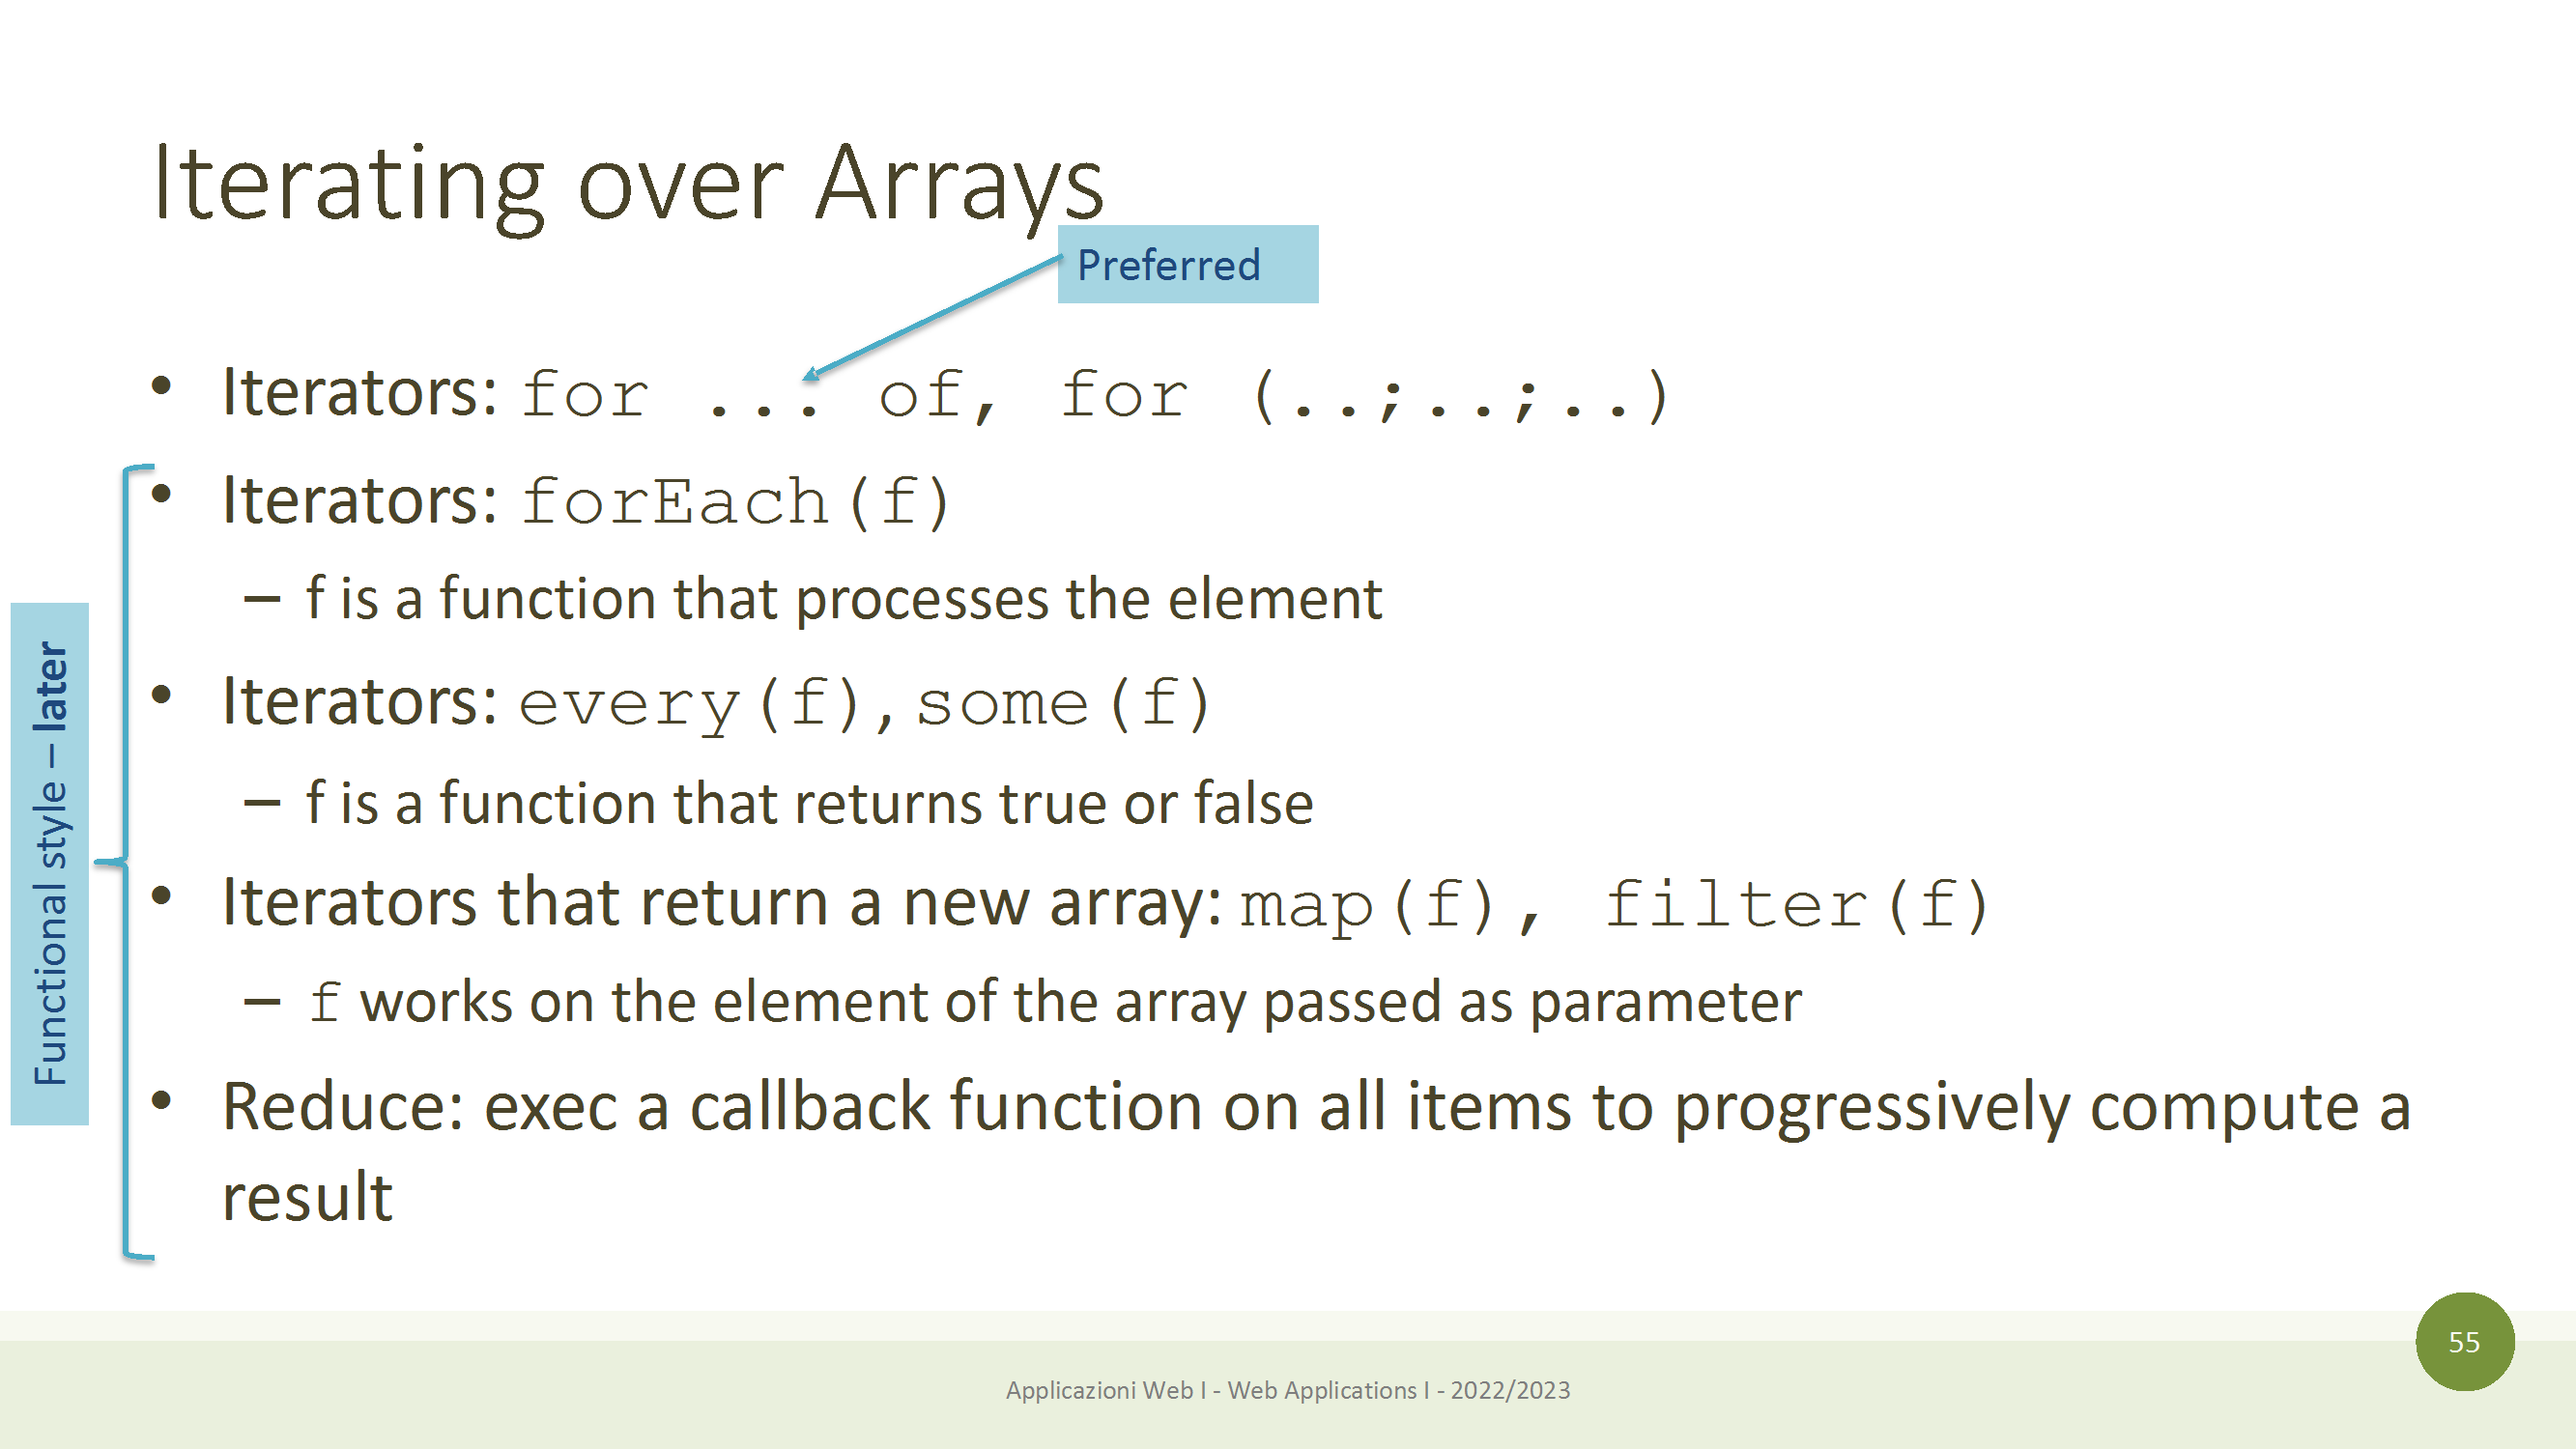 Iterating over Arrays
Preferred
• Iterators: for ... of, for (..;..;..)
• Iterators: forEach(f)
– f is a function that processes the element
• Iterators: every(f), some(f)
– f is a function that returns true or false
• Iterators that return a new array: map(f), filter(f)
– f works on the element of the array passed as parameter
• Reduce: exec a callback function on all items to progressively compute a
result
Functional style – later
55
Applicazioni Web I - Web Applications I - 2022/2023